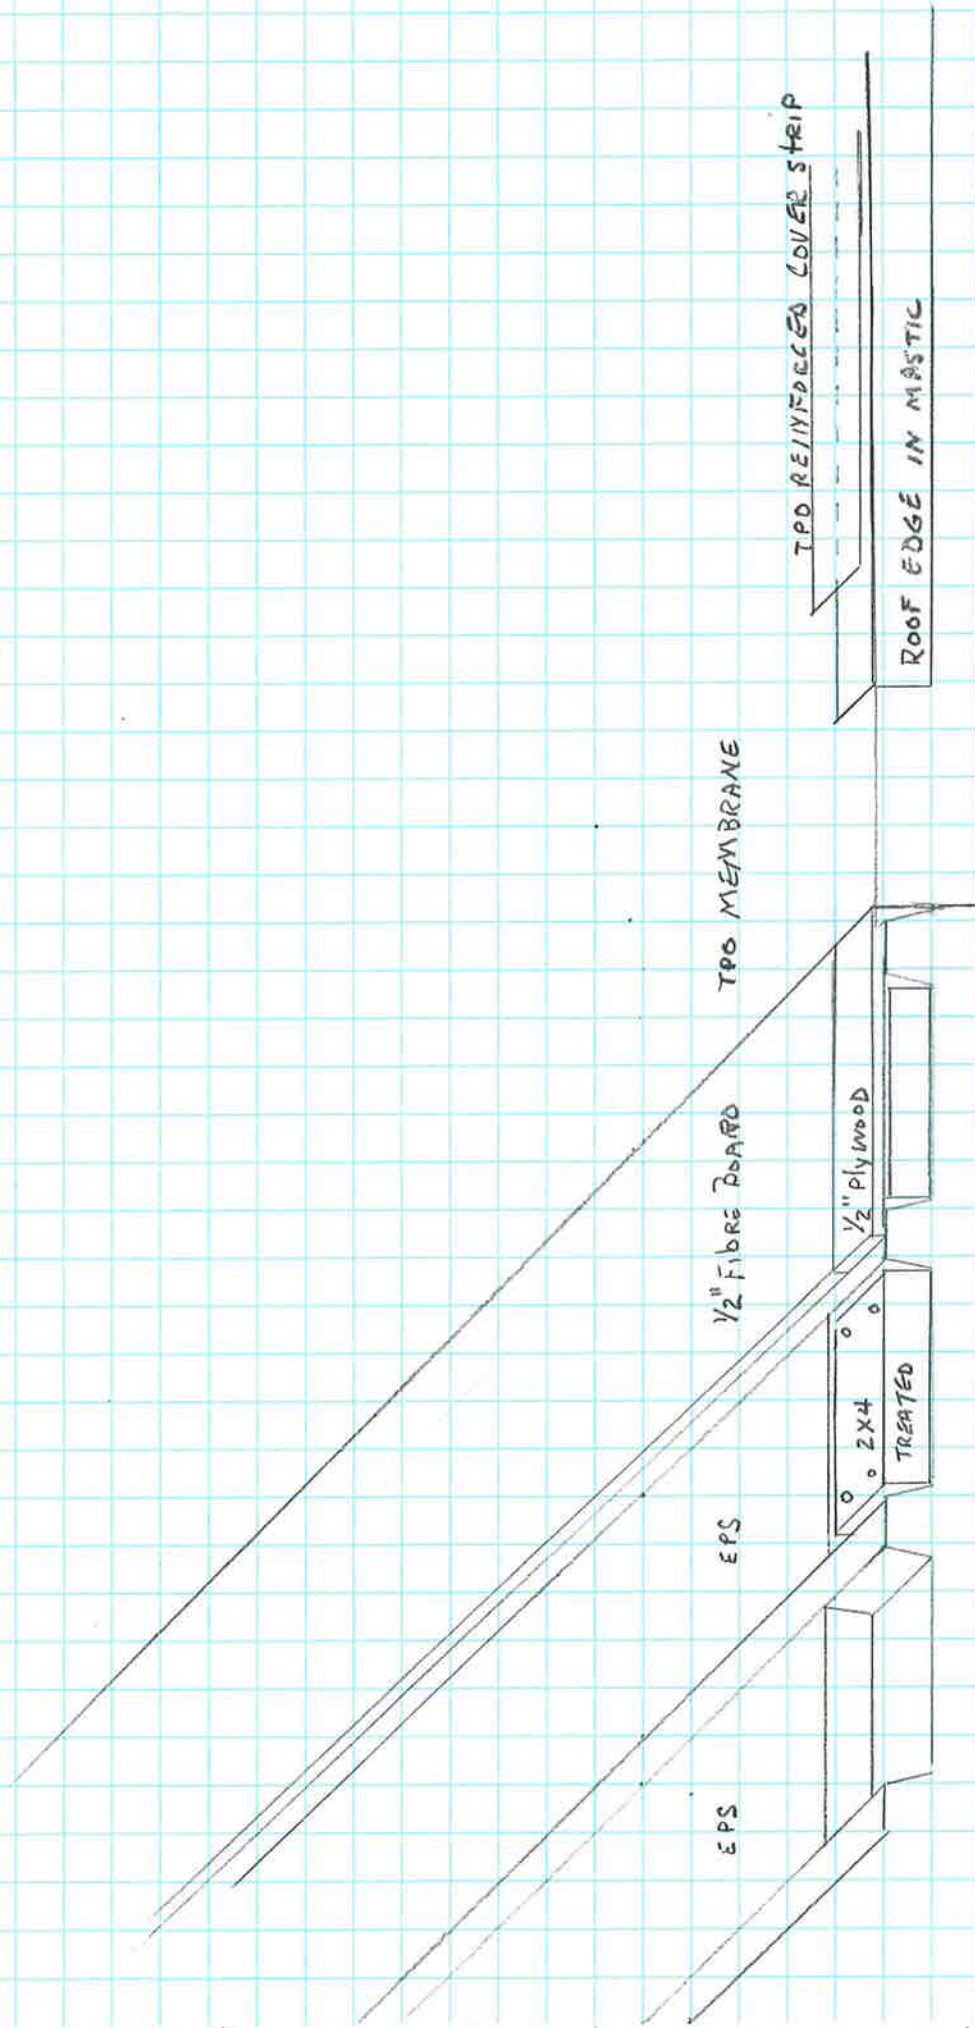 EPS
EPS
2X4
TREATED
1/2" FIBRE BOARD
1/2" PlyWOOD
TPO MEMBRANE
TPO REINFORCED COVER STRIP
ROOF EDGE IN MASTIC